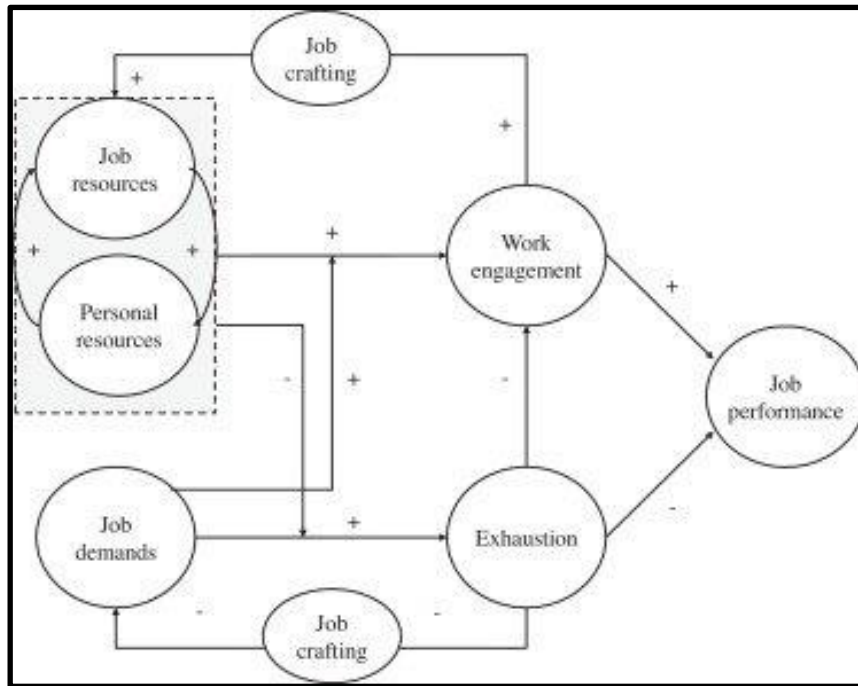 Job
crafting
+
+
Job
resources
+
+
+
Work
engagement
Personal
resources
+
-
+
-
Job
performance
Job
demands
+
Exhaustion
-
-
Job
crafting
-